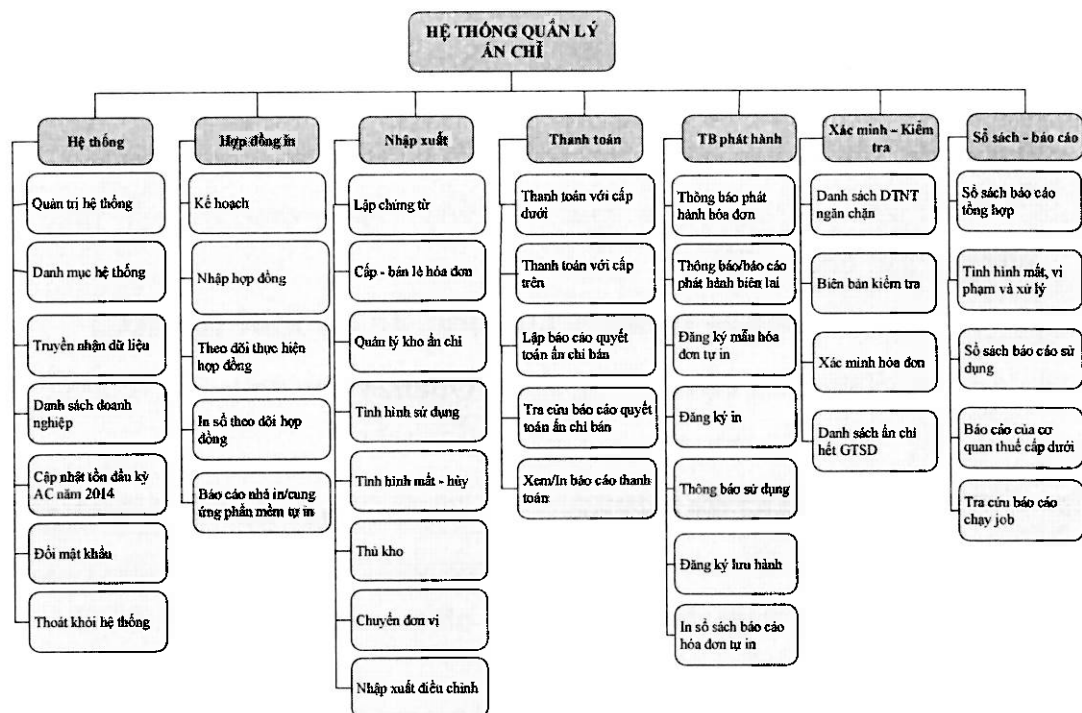 HỆ THỐNG QUẢN LÝ
ẤN CHỈ
Hệ thống
Quản trị hệ thống
Danh mục hệ thống
Truyền nhận dữ liệu
Danh sách doanh
nghiệp
Cập nhật tồn đầu kỳ
AC năm 2014
Đổi mật khẩu
Thoát khỏi hệ thống
Hợp đồng in
Kế hoạch
Nhập hợp đồng
Theo dõi thực hiện
hợp đồng
In sổ theo dõi hợp
đồng
Báo cáo nhà in/cung
ứng phần mềm tự in
Nhập xuất
Lập chứng từ
Cấp - bán lẻ hóa đơn
Quản lý kho ấn chỉ
Tình hình sử dụng
Tình hình mất - hủy
Thủ kho
Chuyển đơn vị
Nhập xuất điều chỉnh
Thanh toán
Thanh toán với cấp
dưới
Thanh toán với cấp
trên
Lập báo cáo quyết
toán ấn chỉ bán
Tra cứu báo cáo quyết
toán ấn chỉ bán
Xem/In báo cáo thanh
toán
TB phát hành
Thông báo phát
hành hóa đơn
Thông báo/báo cáo
phát hành biên lai
Đăng ký mẫu hóa
đơn tự in
Đăng ký in
Thông báo sử dụng
Đăng ký lưu hành
In sổ sách báo cáo
hóa đơn tự in
Xác minh – Kiểm
tra
Danh sách DTNT
ngăn chặn
Biên bản kiểm tra
Xác minh hóa đơn
Danh sách ấn chỉ
hết GTSD
Sổ sách - báo cáo
Sổ sách báo cáo
tổng hợp
Tình hình mất, vi
phạm và xử lý
Sổ sách báo cáo sử
dụng
Báo cáo của cơ
quan thuế cấp dưới
Tra cứu báo cáo
chạy job